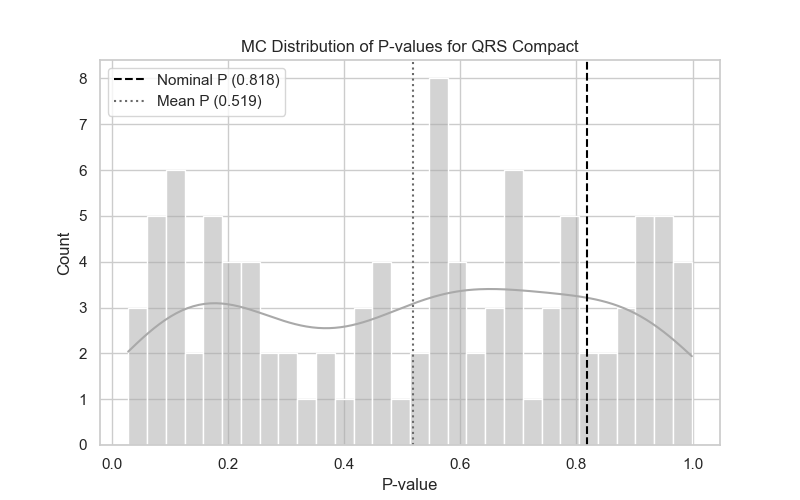 MC Distribution of P-values for QRS Compact
Nominal P (0.818)
Mean P (0.519)
8
7
6
5
4
3
2
1
0
Count
0.0 0.2 0.4 0.6 0.8 1.0
P-value